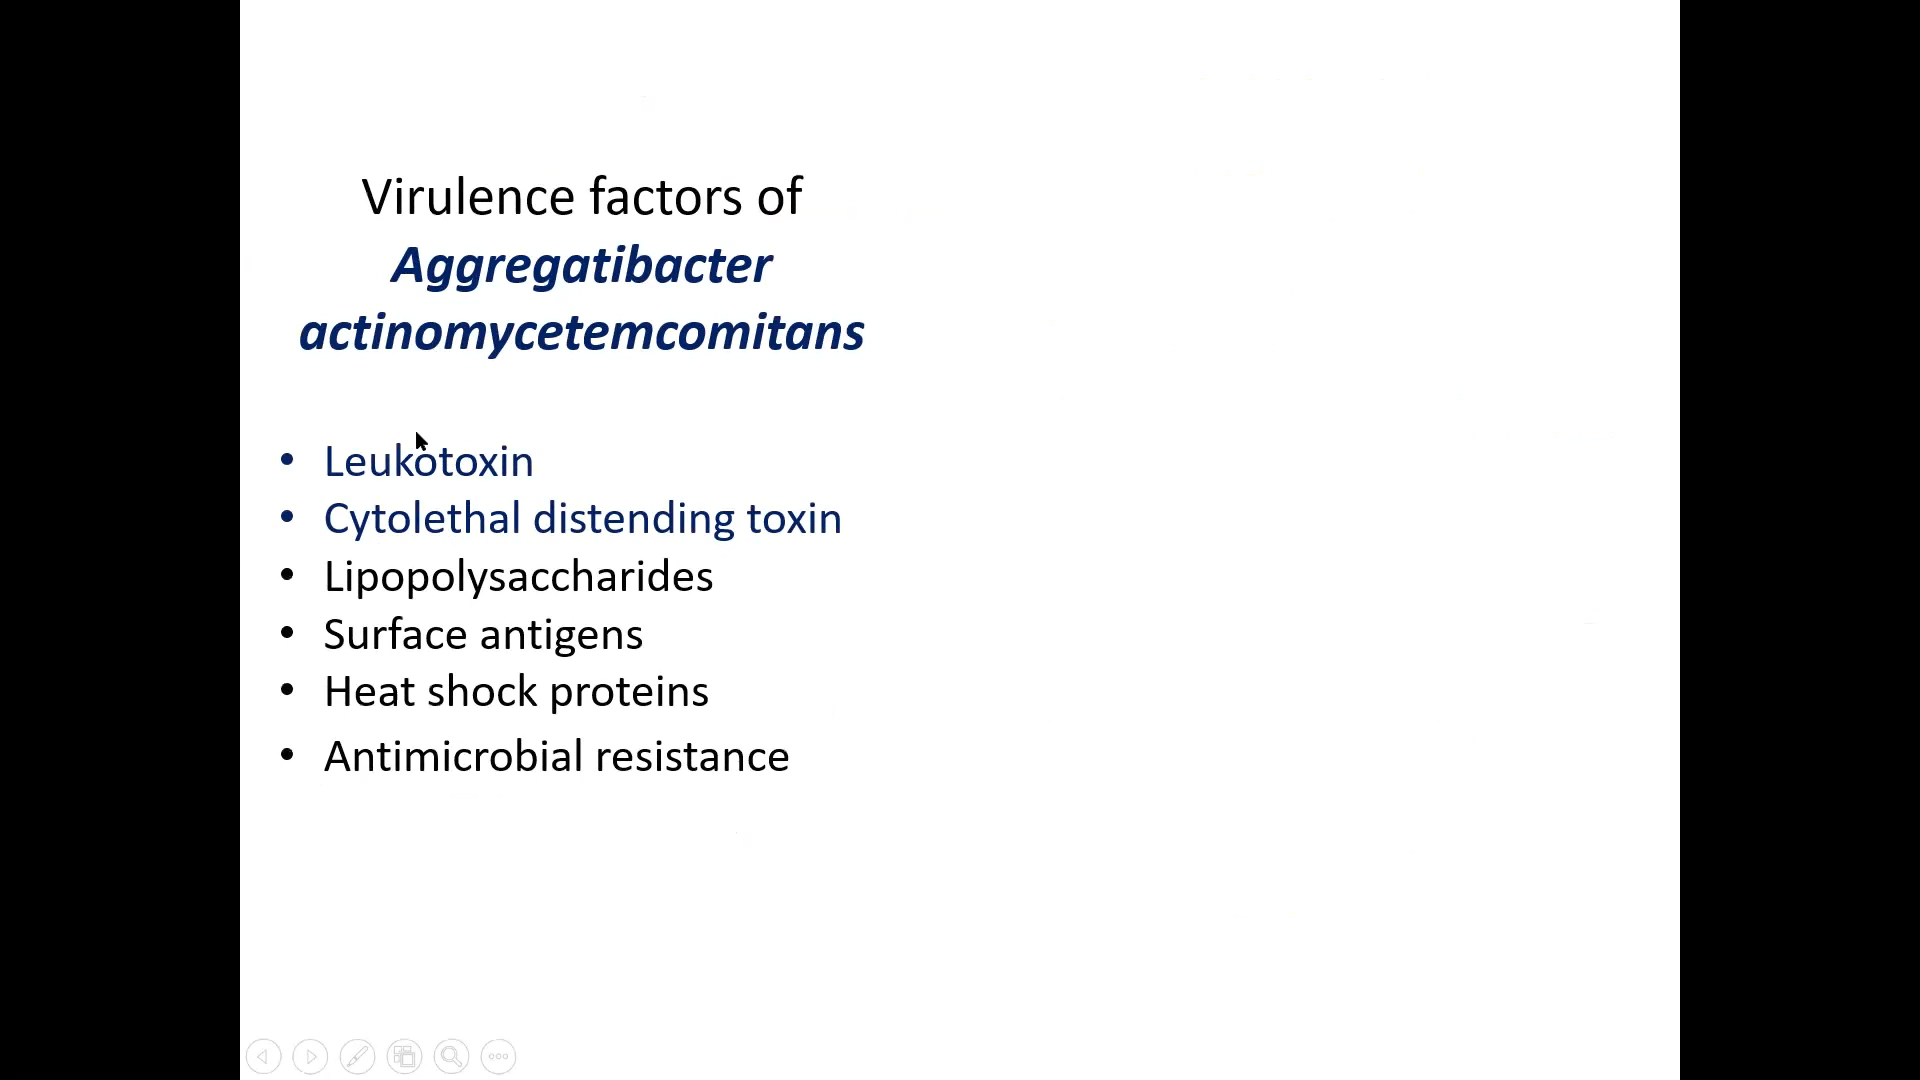 Virulence factors of
Aggregatibacter
actinomycetemcomitans
• Leukotoxin
• Cytolethal distending toxin
• Lipopolysaccharides
• Surface antigens
• Heat shock proteins
• Antimicrobial resistance